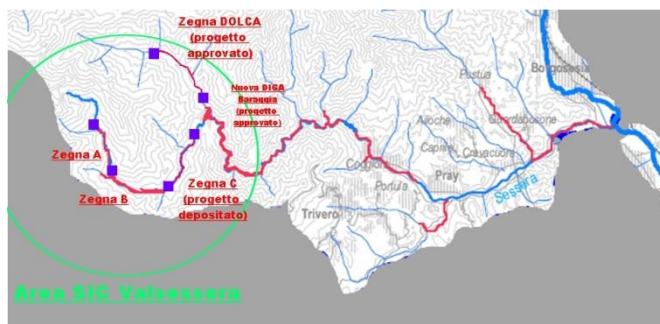 Zegna DOLCA
(progetto
approvato)
Nuova DIGA
Baraggia
(progetto
approvato)
Postua
Borgosesia
Guardabosone
Ailoche
Caprile
Crevacuore
Zegna A
Zegna B
Zegna C
(progetto
depositato)
Coggiola
Portula
Pray
Sessera
Trivero
Area SIC Valsessera